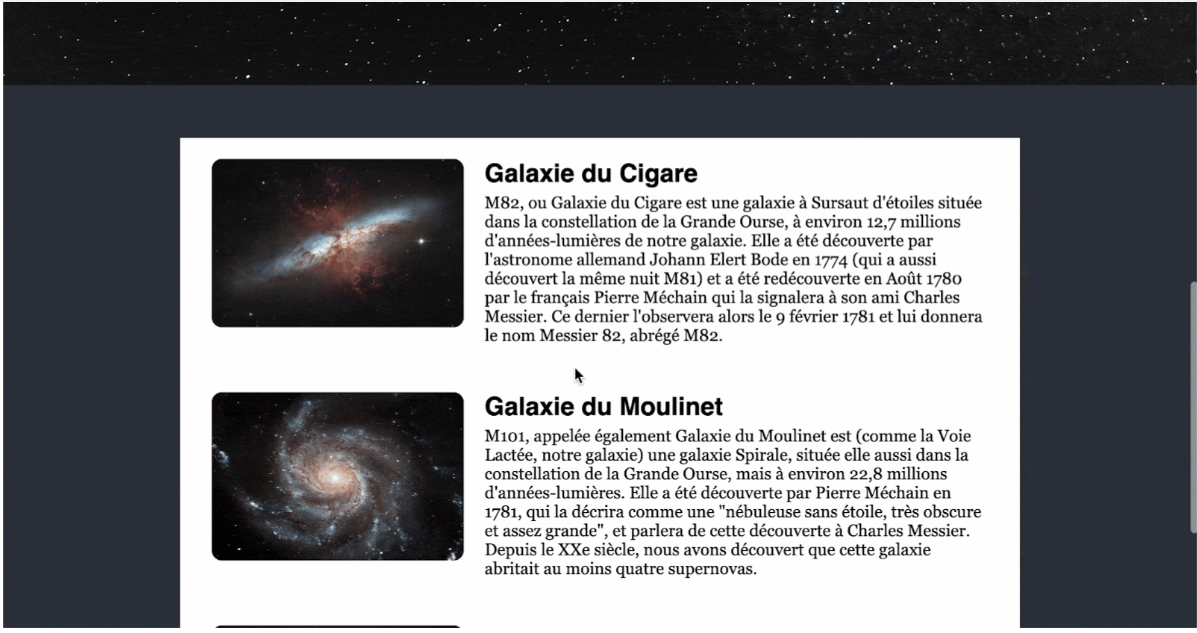 Galaxie du Cigare
M82, ou Galaxie du Cigare est une galaxie à Sursaut d'étoiles située
dans la constellation de la Grande Ourse, à environ 12,7 millions
d'années-lumières de notre galaxie. Elle a été découverte par
l'astronome allemand Johann Elert Bode en 1774 (qui a aussi
découvert la même nuit M81) et a été redécouverte en Août 1780
par le français Pierre Méchain qui la signalera à son ami Charles
Messier. Ce dernier l'observera alors le 9 février 1781 et lui donnera
le nom Messier 82, abrégé M82.
Galaxie du Moulinet
M101, appelée également Galaxie du Moulinet est (comme la Voie
Lactée, notre galaxie) une galaxie Spirale, située elle aussi dans la
constellation de la Grande Ourse, mais à environ 22,8 millions
d'années-lumières. Elle a été découverte par Pierre Méchain en
1781, qui la décrira comme une "nébuleuse sans étoile, très obscure
et assez grande", et parlera de cette découverte à Charles Messier.
Depuis le XXe siècle, nous avons découvert que cette galaxie
abritait au moins quatre supernovas.